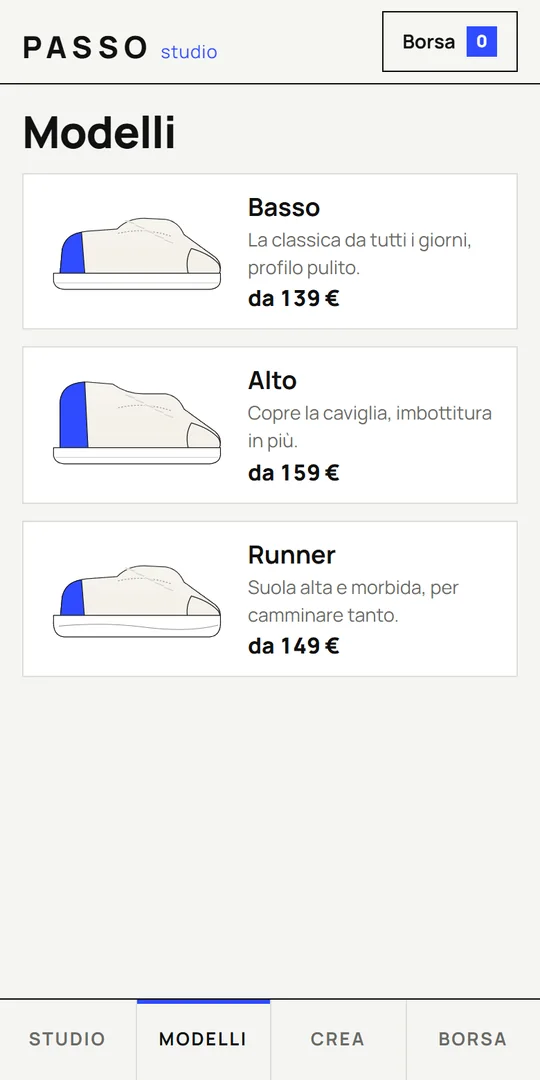 PASSO studio
Borsa 0
Modelli
Basso
La classica da tutti i giorni,
profilo pulito.
da 139 €
Alto
Copre la caviglia, imbottitura
in più.
da 159 €
Runner
Suola alta e morbida, per
camminare tanto.
da 149 €
STUDIO MODELLI CREA BORSA